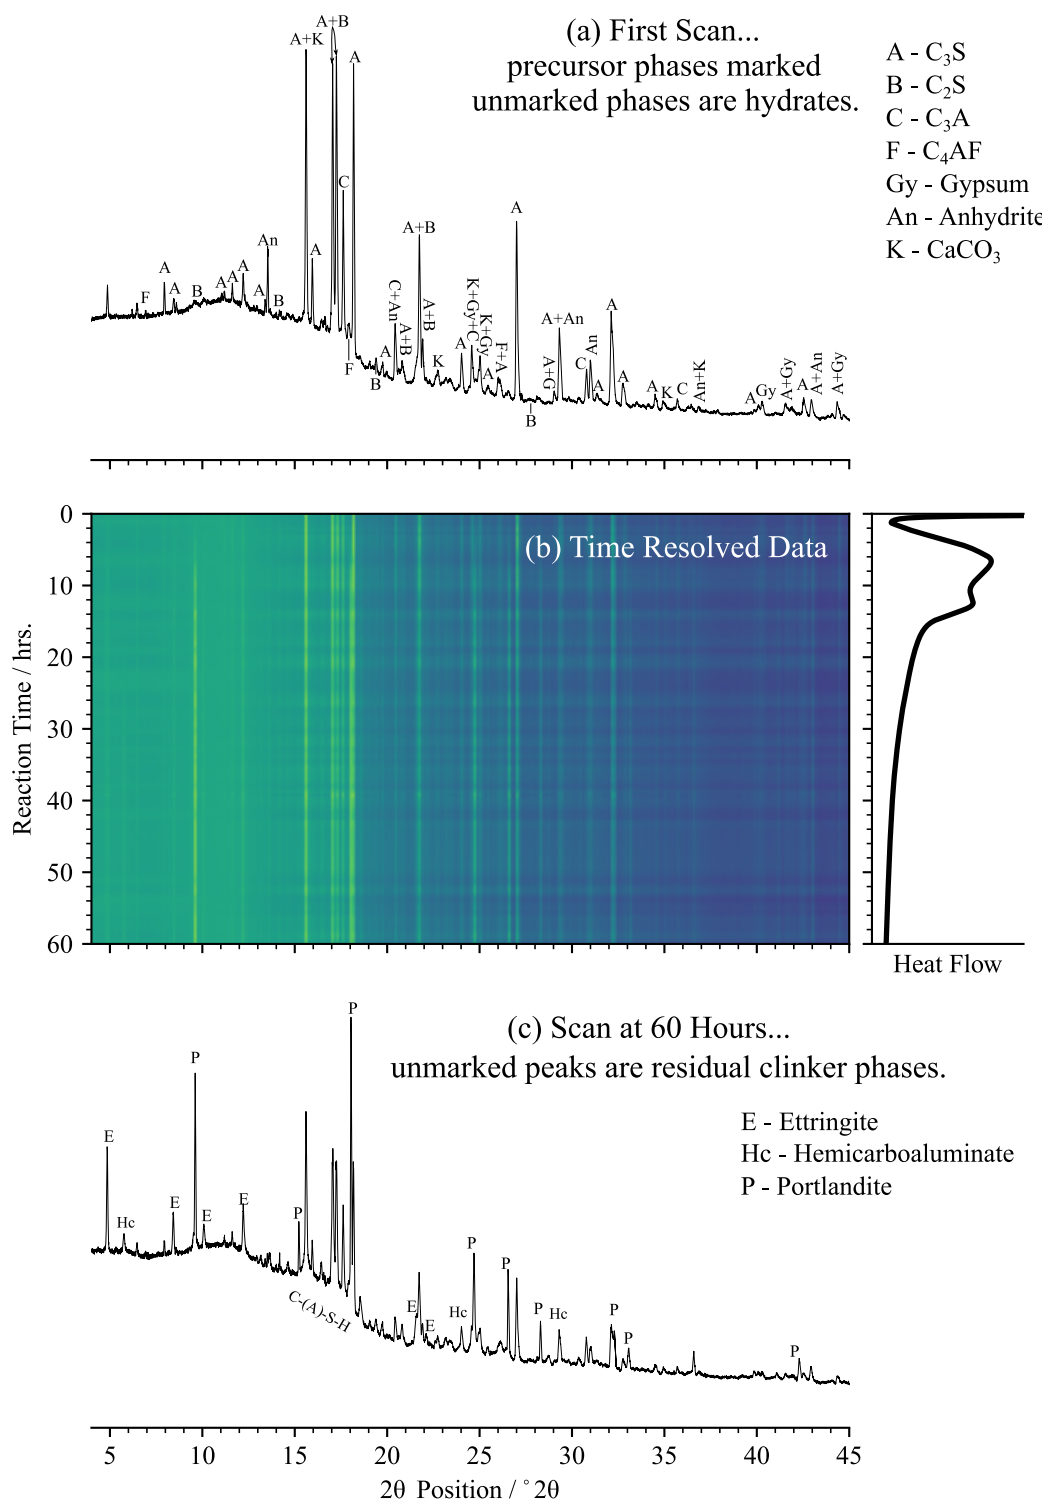 (a) First Scan...
precursor phases marked
unmarked phases are hydrates.
A - C₃S
B - C₂S
C - C₃A
F - C₄AF
Gy - Gypsum
An - Anhydrite
K - CaCO₃
A+B
A+K
A
C
A
An
A
A
F
A
B
A
A
A
B
F
B
A
C+An
A+B
A+B
A+B
K
K+Gy+C
K+Gy
A
F+A
A
B
A+G
A+An
C
An
A
A
A
A
K
C
An+K
A
Gy
A+Gy
A
A+An
A+Gy
(b) Time Resolved Data
0
10
20
30
40
50
60
Reaction Time / hrs.
Heat Flow
(c) Scan at 60 Hours...
unmarked peaks are residual clinker phases.
E - Ettringite
Hc - Hemicarboaluminate
P - Portlandite
P
P
E
Hc
E
E
E
P
C-(A)-S-H
E
E
Hc
P
P
P
Hc
P
P
P
5 10 15 20 25 30 35 40 45
2θ Position / °2θ